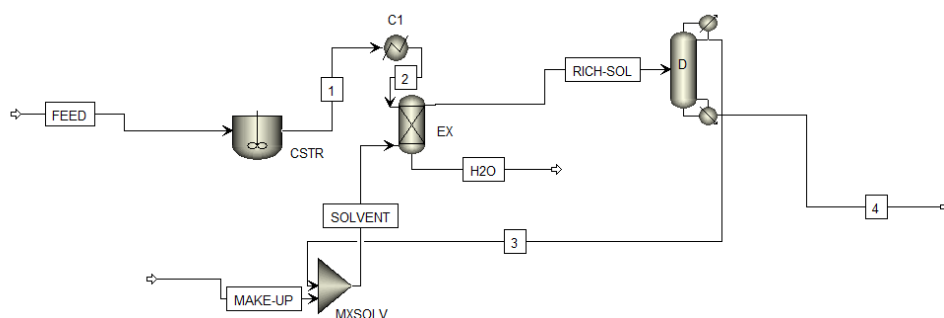 C1
D
RICH-SOL
2
1
FEED
EX
CSTR
H2O
4
SOLVENT
3
MAKE-UP
MXSOLV